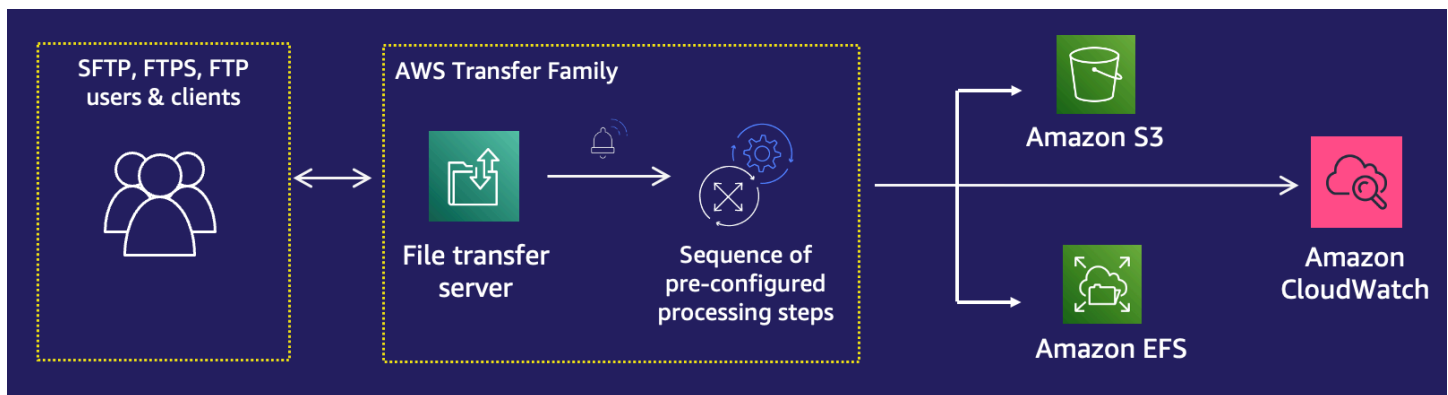 SFTP, FTPS, FTP
users & clients
AWS Transfer Family
File transfer
server
Sequence of
pre-configured
processing steps
Amazon S3
Amazon EFS
Amazon
CloudWatch